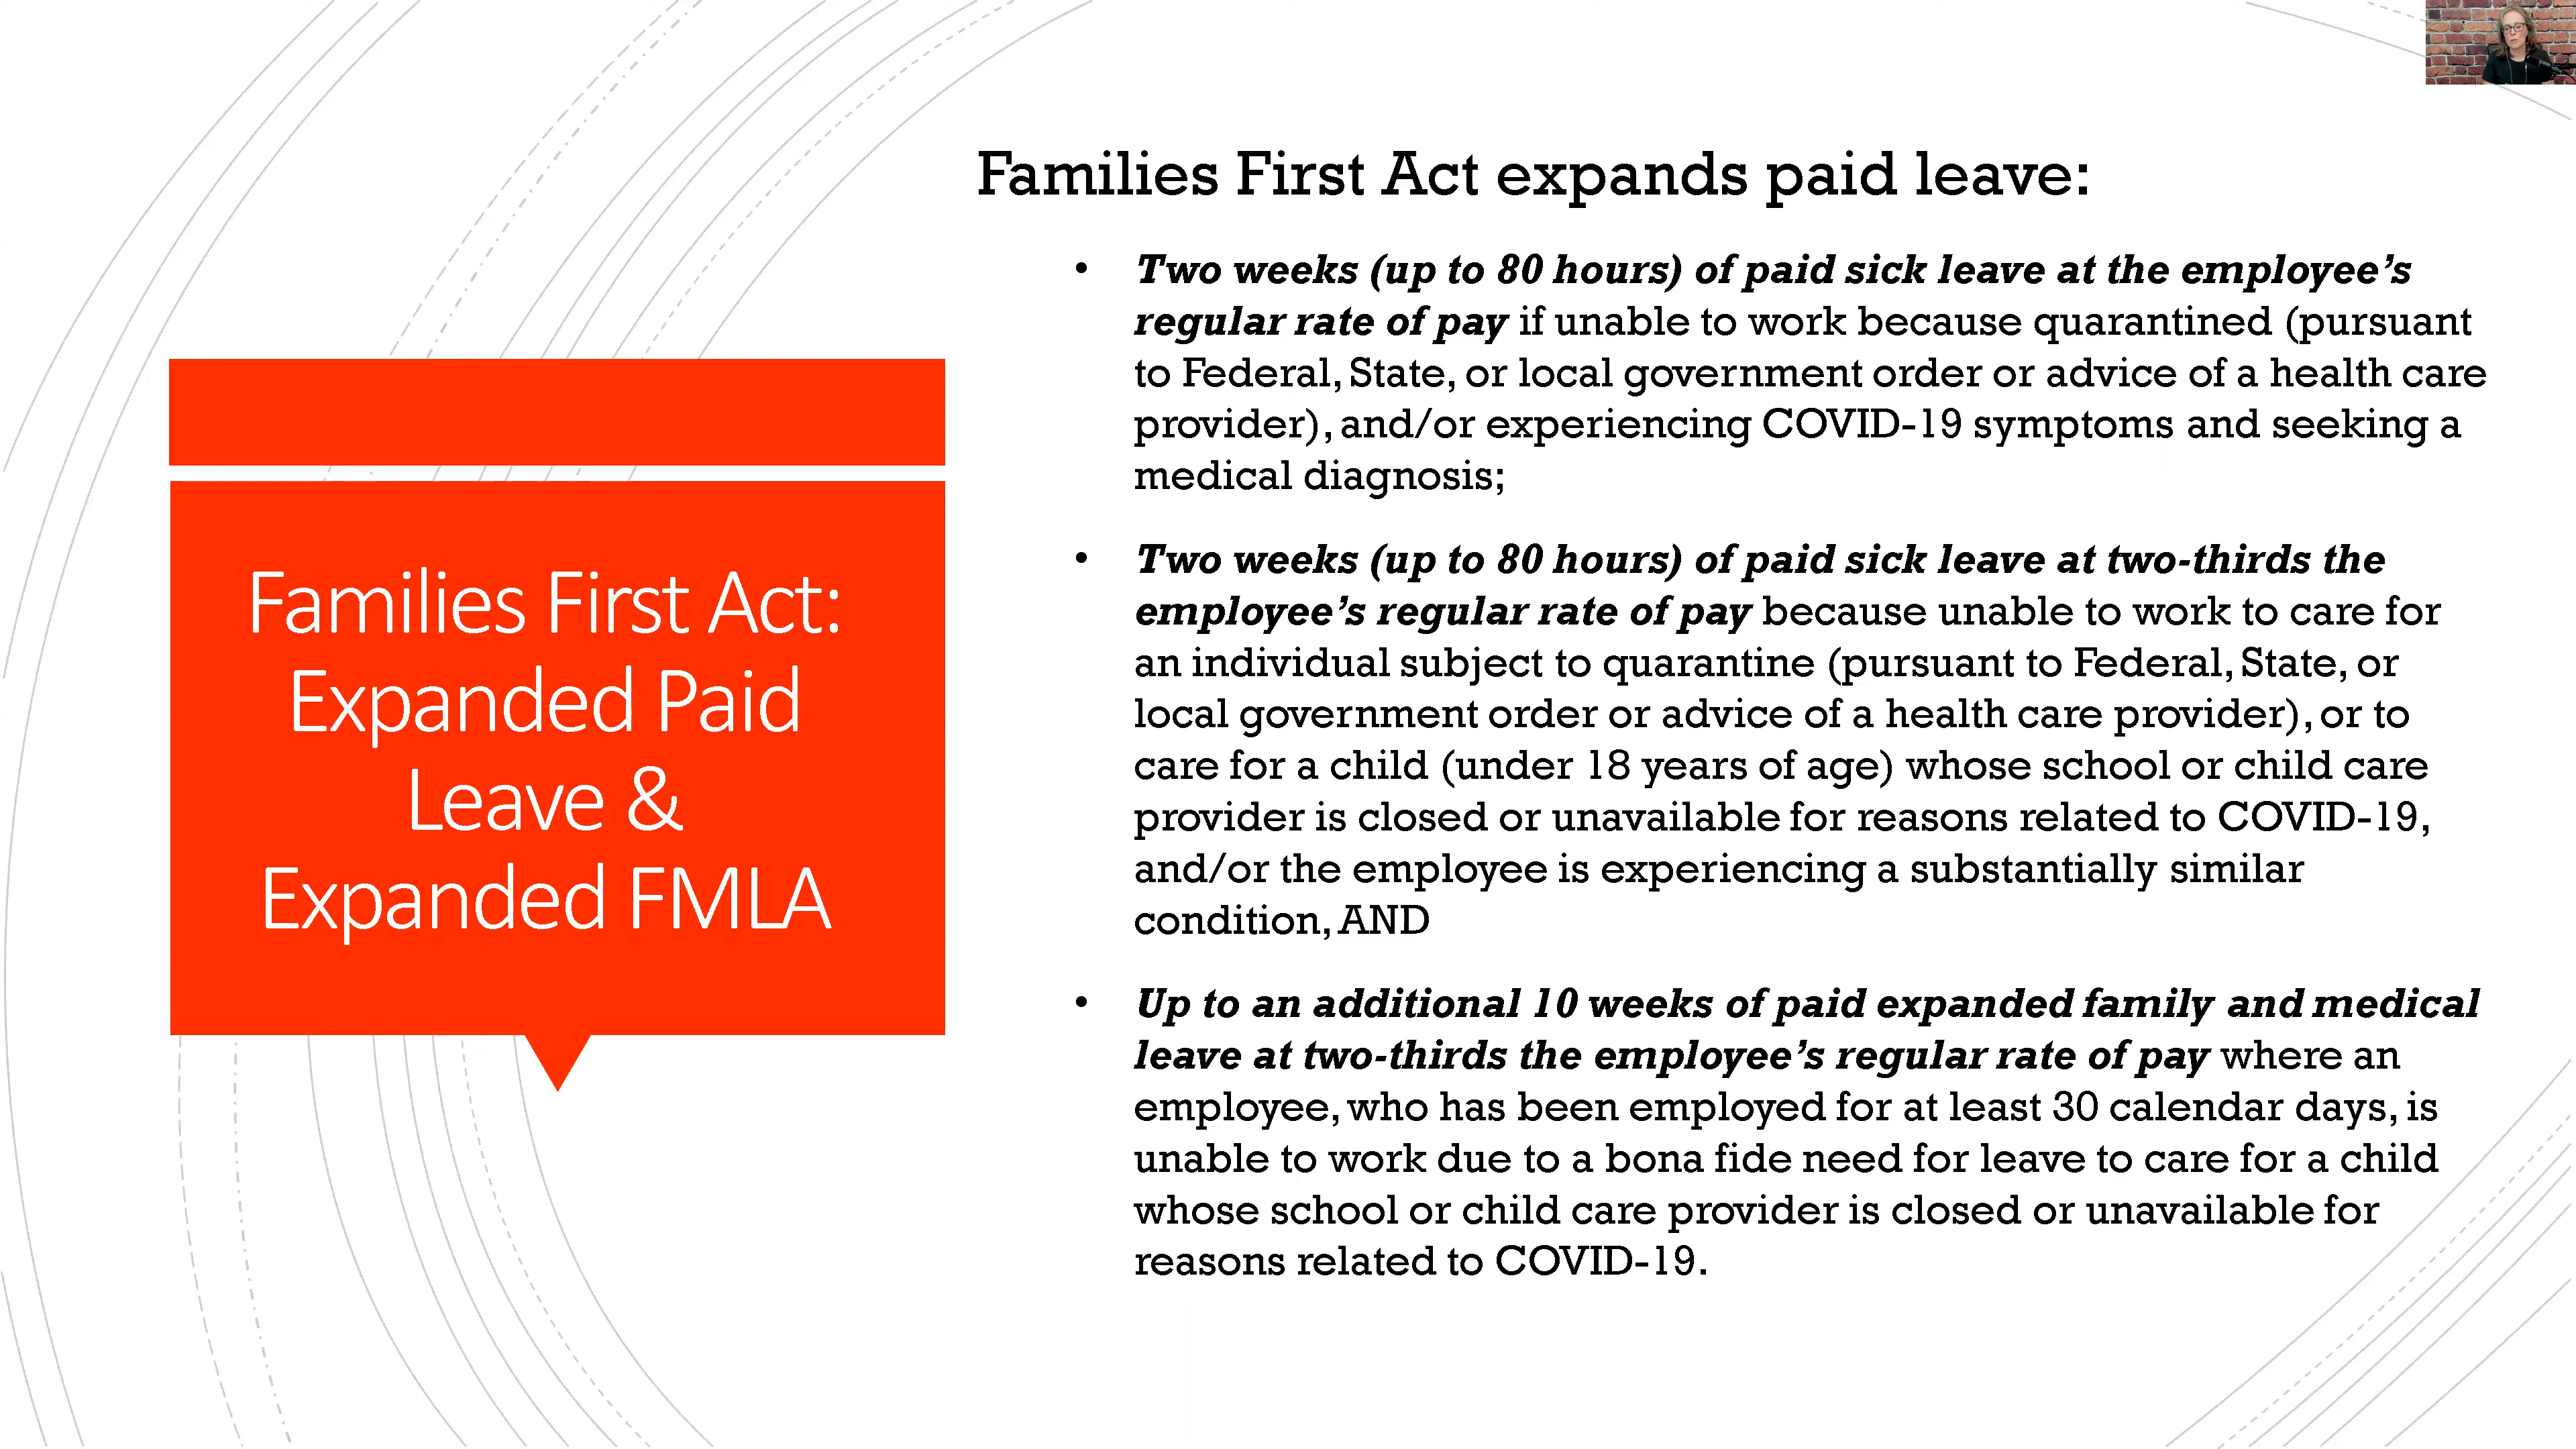 Families First Act expands paid leave:
• Two weeks (up to 80 hours) of paid sick leave at the employee’s
regular rate of pay if unable to work because quarantined (pursuant
to Federal, State, or local government order or advice of a health care
provider), and/or experiencing COVID-19 symptoms and seeking a
medical diagnosis;
• Two weeks (up to 80 hours) of paid sick leave at two-thirds the
employee’s regular rate of pay because unable to work to care for
an individual subject to quarantine (pursuant to Federal, State, or
local government order or advice of a health care provider), or to
care for a child (under 18 years of age) whose school or child care
provider is closed or unavailable for reasons related to COVID-19,
and/or the employee is experiencing a substantially similar
condition, AND
• Up to an additional 10 weeks of paid expanded family and medical
leave at two-thirds the employee’s regular rate of pay where an
employee, who has been employed for at least 30 calendar days, is
unable to work due to a bona fide need for leave to care for a child
whose school or child care provider is closed or unavailable for
reasons related to COVID-19.
Families First Act:
Expanded Paid
Leave &
Expanded FMLA